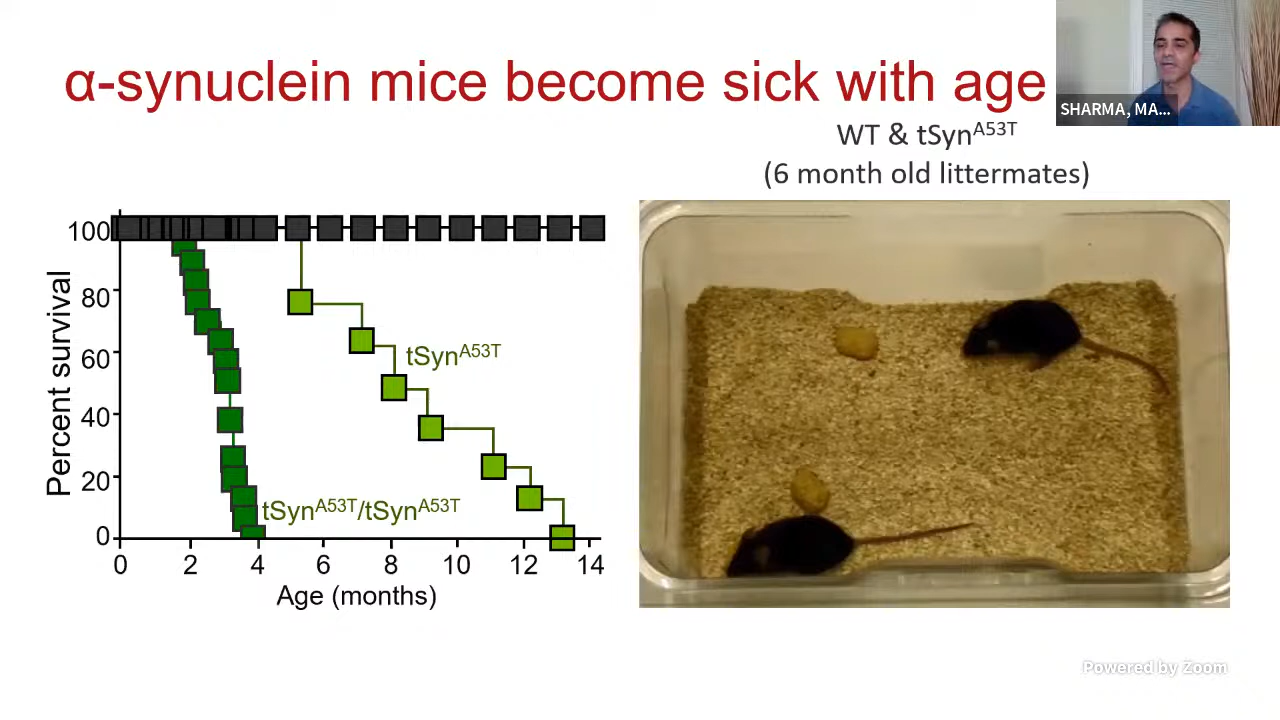 α-synuclein mice become sick with age
SHARMA, MA...
WT & tSynA53T
(6 month old littermates)
Percent survival
100
80
60
40
20
0
tSynA53T
tSynA53T/tSynA53T
0 2 4 6 8 10 12 14
Age (months)
Powered by Zoom